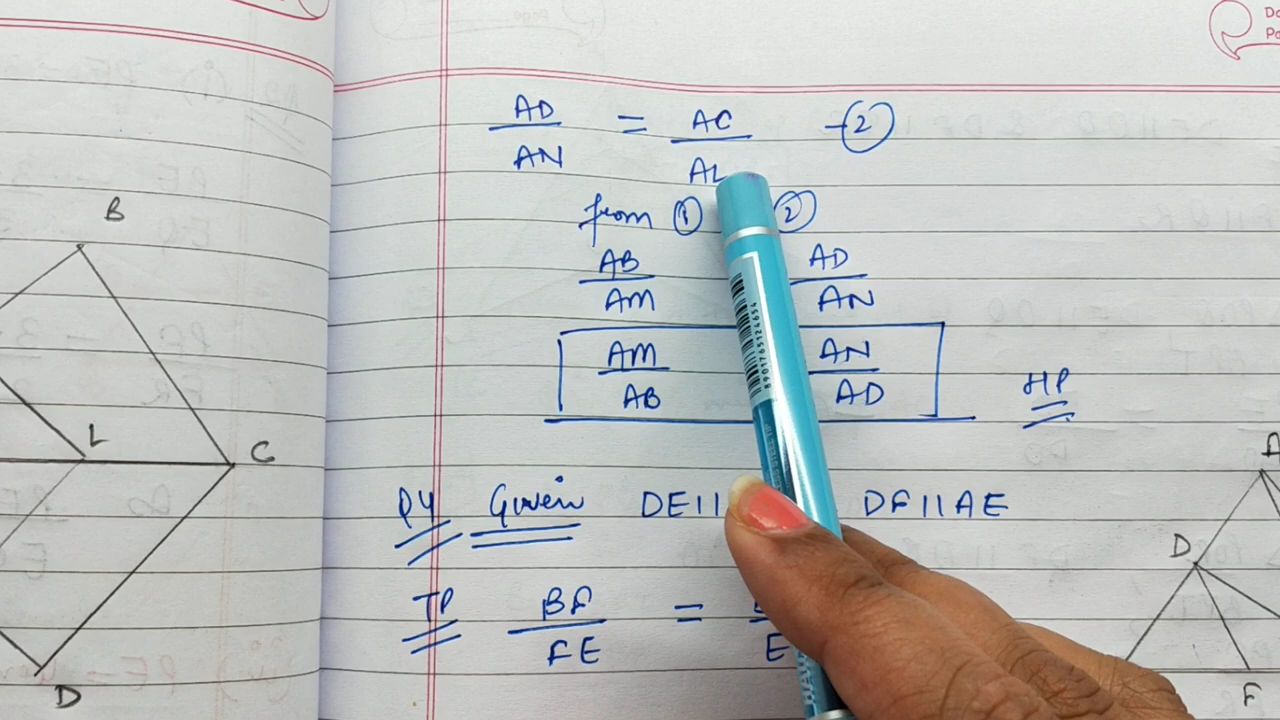 AD/AN = AC/AL -②
from ① ②
AB/AM AD/AN
AM/AB AN/AD
HP
Q4 Given DE|| DF||AE
TP BF/FE = E
B
L
C
D
A
D
F
8901765124654